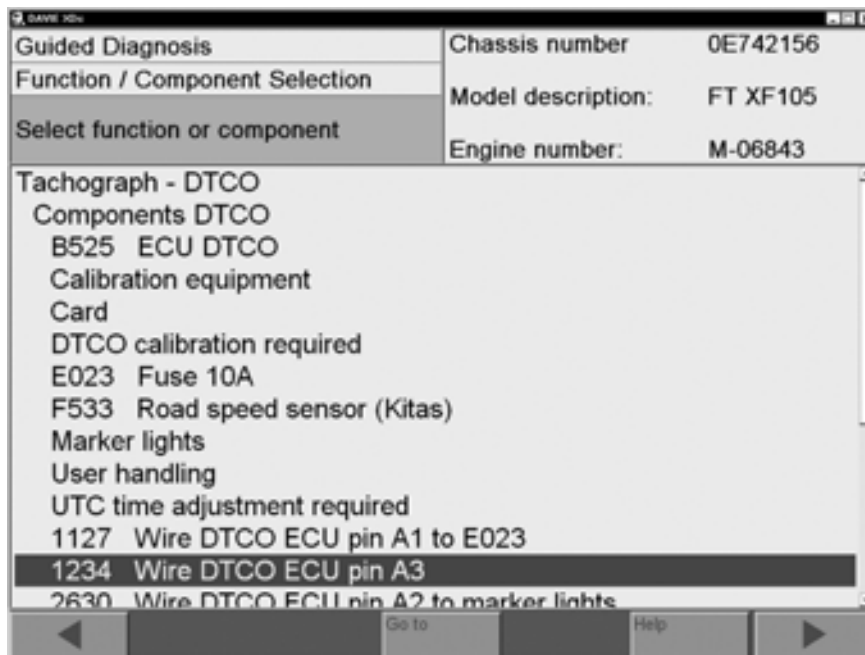 DAVIE XDc
Guided Diagnosis
Function / Component Selection
Select function or component
Chassis number 0E742156
Model description: FT XF105
Engine number: M-06843
Tachograph - DTCO
Components DTCO
B525 ECU DTCO
Calibration equipment
Card
DTCO calibration required
E023 Fuse 10A
F533 Road speed sensor (Kitas)
Marker lights
User handling
UTC time adjustment required
1127 Wire DTCO ECU pin A1 to E023
1234 Wire DTCO ECU pin A3
2630 Wire DTCO ECU pin A2 to marker lights
Go to
Help